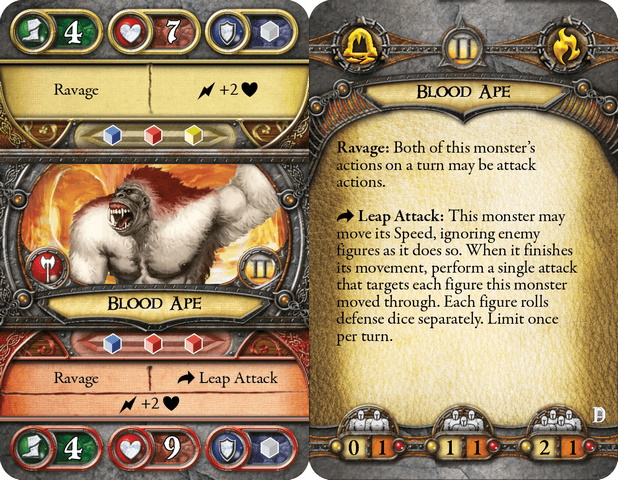 4 7
Ravage
+2
II
Blood Ape
Ravage
Leap Attack
+2
4 9
II
Blood Ape
Ravage: Both of this monster's
actions on a turn may be attack
actions.
Leap Attack: This monster may
move its Speed, ignoring enemy
figures as it does so. When it finishes
its movement, perform a single attack
that targets each figure this monster
moved through. Each figure rolls
defense dice separately. Limit once
per turn.
D
0 1 1 1 2 1